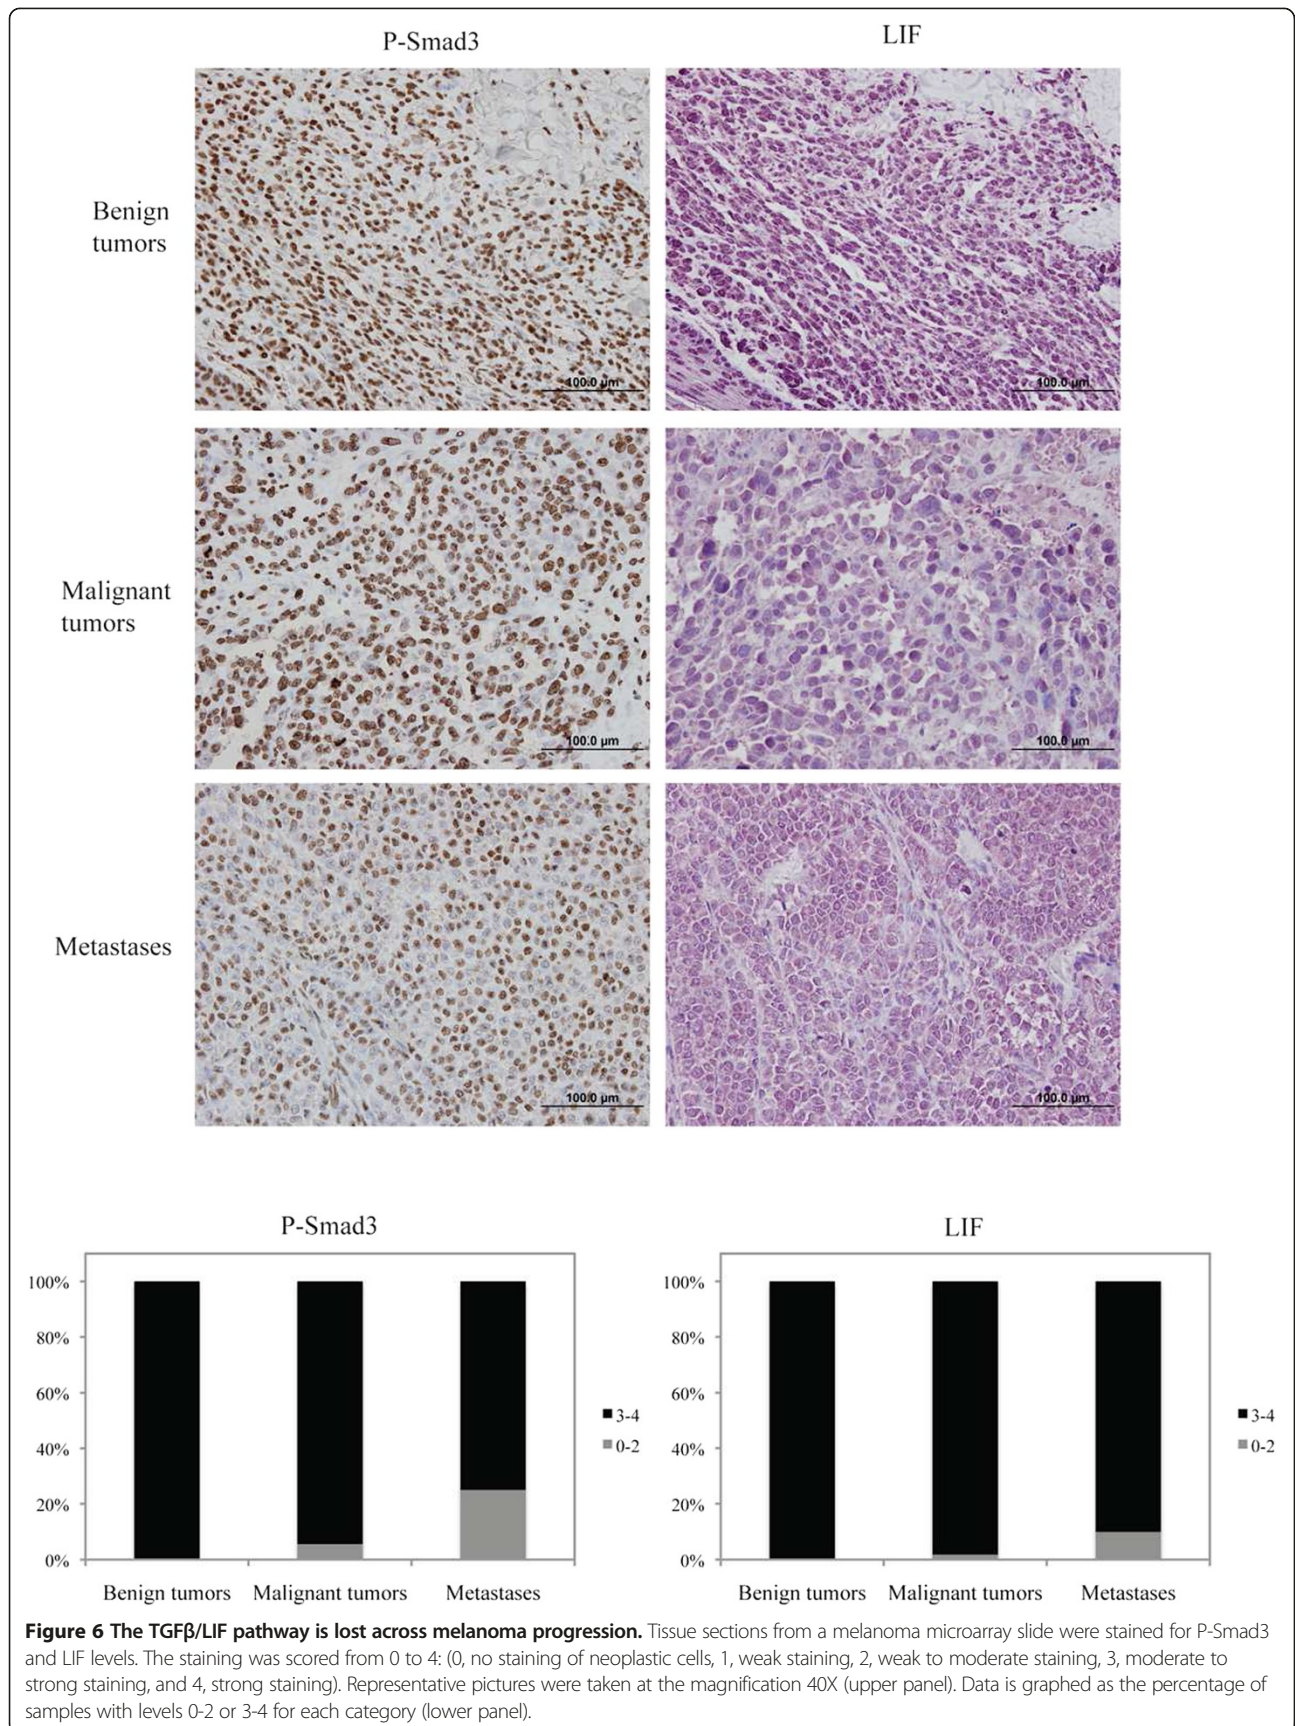 P-Smad3
LIF
Benign
tumors
100.0 µm
100.0 µm
Malignant
tumors
100.0 µm
100.0 µm
Metastases
100.0 µm
100.0 µm
P-Smad3
100%
80%
60%
40%
20%
0%
3-4
0-2
Benign tumors Malignant tumors Metastases
LIF
100%
80%
60%
40%
20%
0%
3-4
0-2
Benign tumors Malignant tumors Metastases
Figure 6 The TGFβ/LIF pathway is lost across melanoma progression. Tissue sections from a melanoma microarray slide were stained for P-Smad3
and LIF levels. The staining was scored from 0 to 4: (0, no staining of neoplastic cells, 1, weak staining, 2, weak to moderate staining, 3, moderate to
strong staining, and 4, strong staining). Representative pictures were taken at the magnification 40X (upper panel). Data is graphed as the percentage of
samples with levels 0-2 or 3-4 for each category (lower panel).